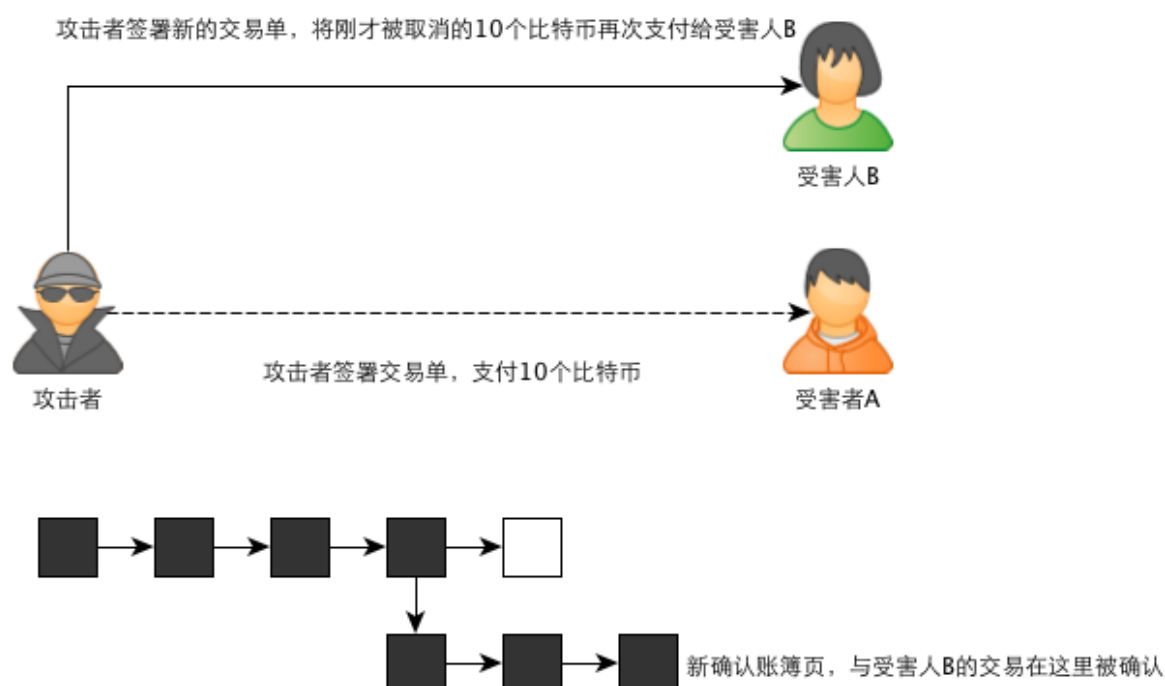 攻击者签署新的交易单，将刚才被取消的10个比特币再次支付给受害人B
受害人B
攻击者签署交易单，支付10个比特币
攻击者
受害者A
新确认账簿页，与受害人B的交易在这里被确认